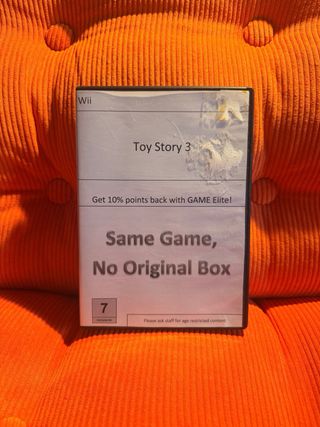 Wii
Toy Story 3
Get 10% points back with GAME Elite!
Same Game,
No Original Box
7
Please ask staff for age restricted content